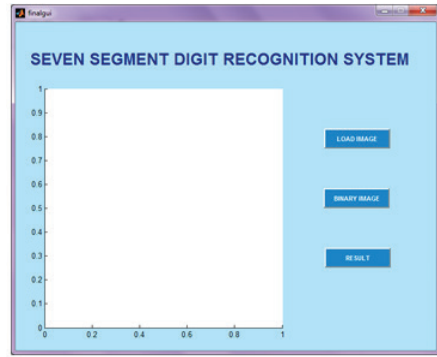 finalgui
SEVEN SEGMENT DIGIT RECOGNITION SYSTEM
1
0.9
0.8
0.7
0.6
0.5
0.4
0.3
0.2
0.1
0
0 0.2 0.4 0.6 0.8 1
LOAD IMAGE
BINARY IMAGE
RESULT